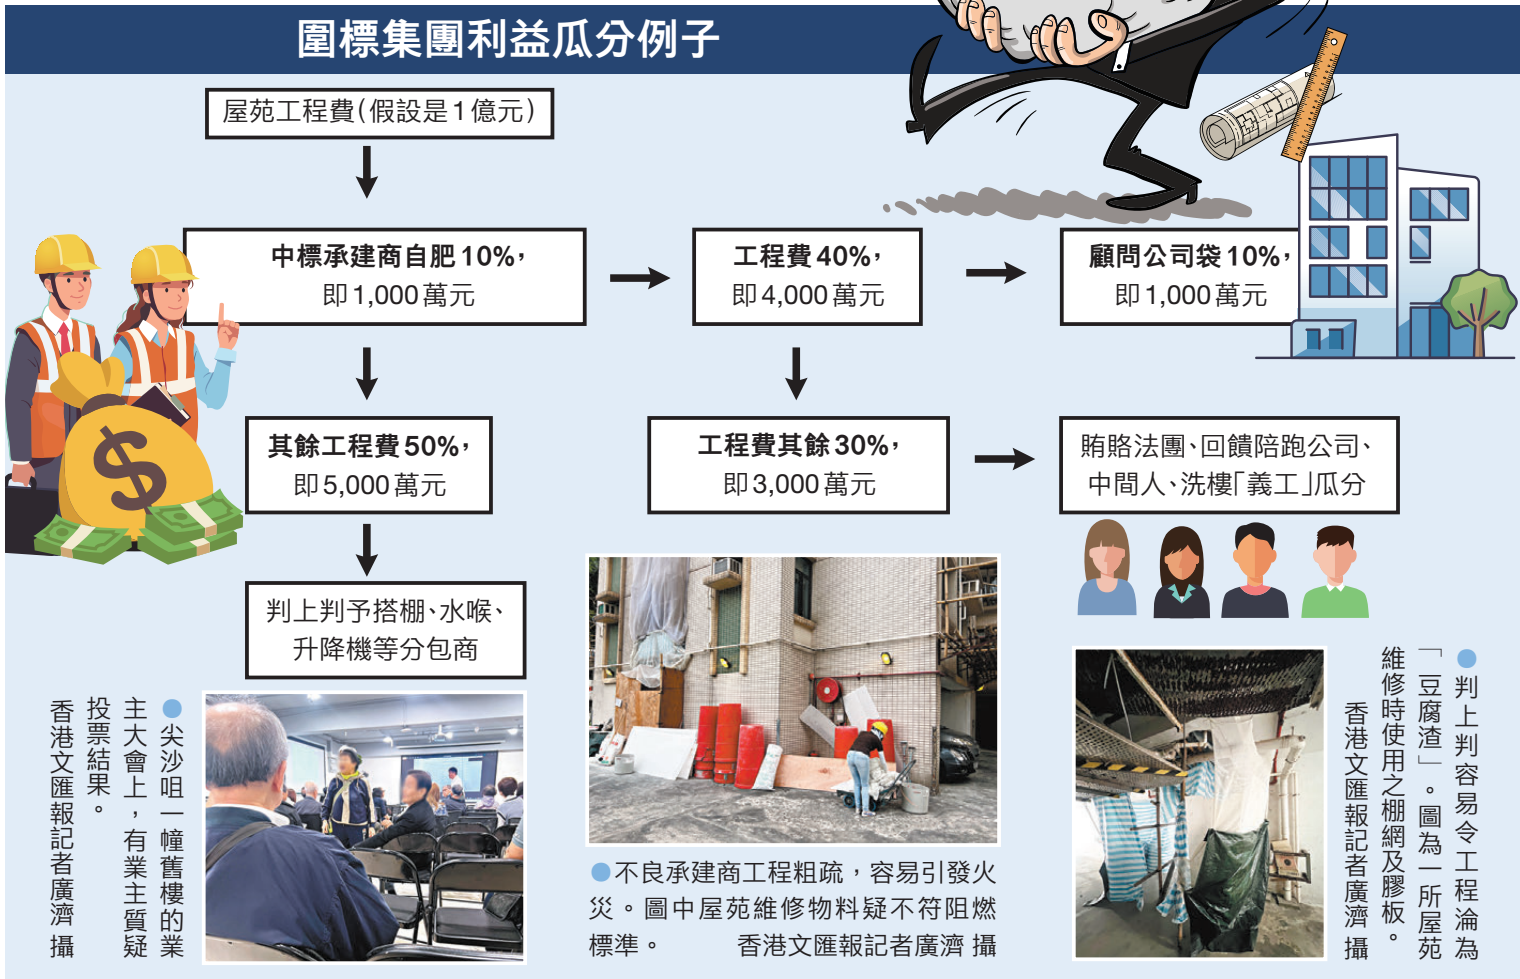 圍標集團利益瓜分例子
屋苑工程費(假設是1億元)
中標承建商自肥10%,
即1,000萬元
工程費40%,
即4,000萬元
顧問公司袋10%,
即1,000萬元
其餘工程費50%,
即5,000萬元
工程費其餘30%,
即3,000萬元
賄賂法團、回饋陪跑公司、
中間人、洗樓「義工」瓜分
判上判予搭棚、水喉、
升降機等分包商
●尖沙咀一幢舊樓的業
主大會上,有業主質疑
投票結果。
香港文匯報記者廣濟 攝
●不良承建商工程粗疏,容易引發火
災。圖中屋苑維修物料疑不符阻燃
標準。 香港文匯報記者廣濟 攝
●判上判容易令工程淪為
「豆腐渣」。圖為一所屋苑
維修時使用之棚網及膠板。
香港文匯報記者廣濟 攝